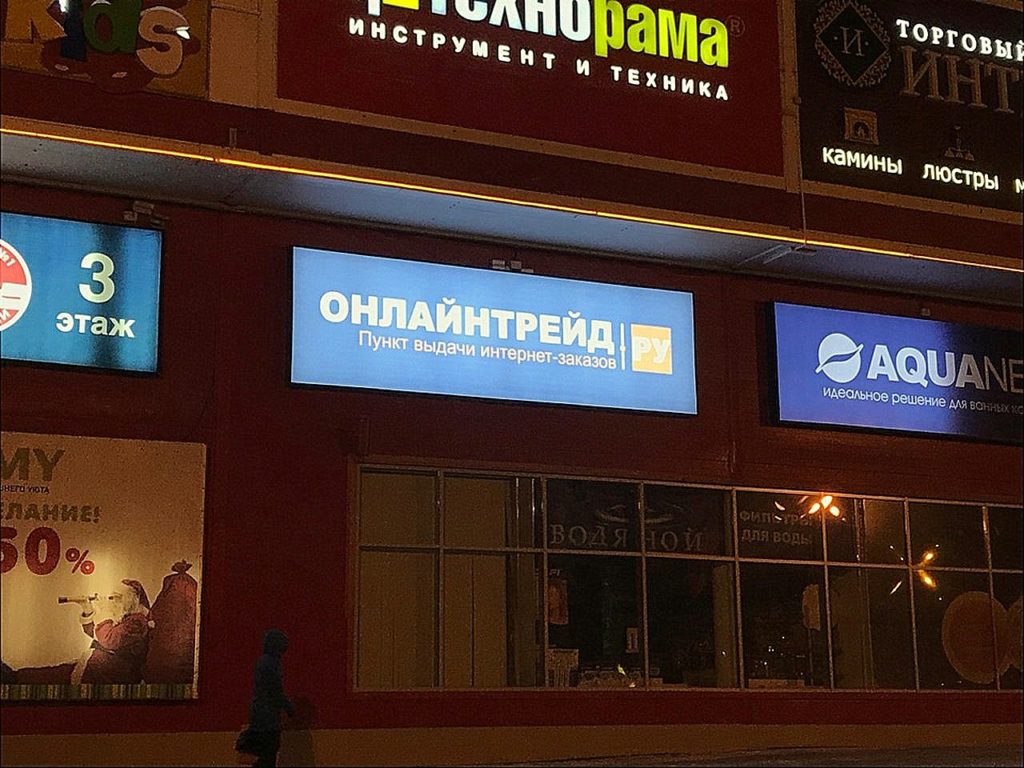 Kids
технорама®
ИНСТРУМЕНТ И ТЕХНИКА
ТОРГОВЫЙ
И
камины люстры
3
этаж
ОНЛАЙНТРЕЙД.РУ
Пункт выдачи интернет-заказов
AQUA
идеальное решение для ванных
50%
ВОДЯНОЙ
ФИЛЬТРЫ
ДЛЯ ВОДЫ